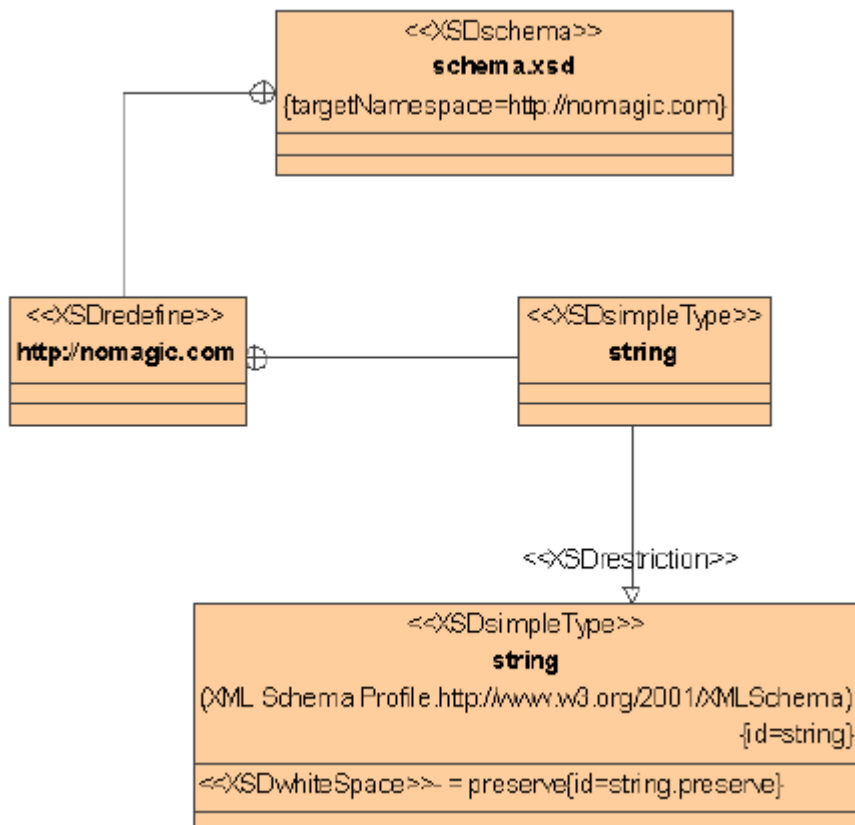 <<XSDschema>>
schema.xsd
{targetNamespace=http://nomagic.com}
<<XSDredefine>>
http://nomagic.com
<<XSDsimpleType>>
string
<<XSDrestriction>>
<<XSDsimpleType>>
string
(XML Schema Profile.http://www.w3.org/2001/XMLSchema)
{id=string}
<<XSDwhiteSpace>>- = preserve{id=string.preserve}